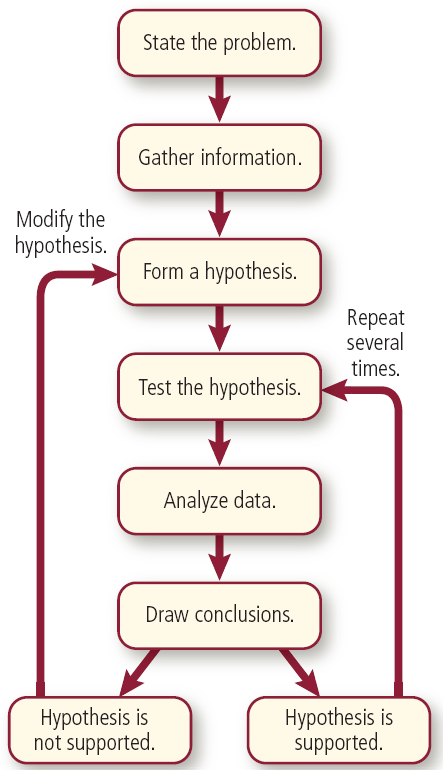 State the problem.
Gather information.
Modify the
hypothesis.
Form a hypothesis.
Repeat
several
times.
Test the hypothesis.
Analyze data.
Draw conclusions.
Hypothesis is
not supported.
Hypothesis is
supported.